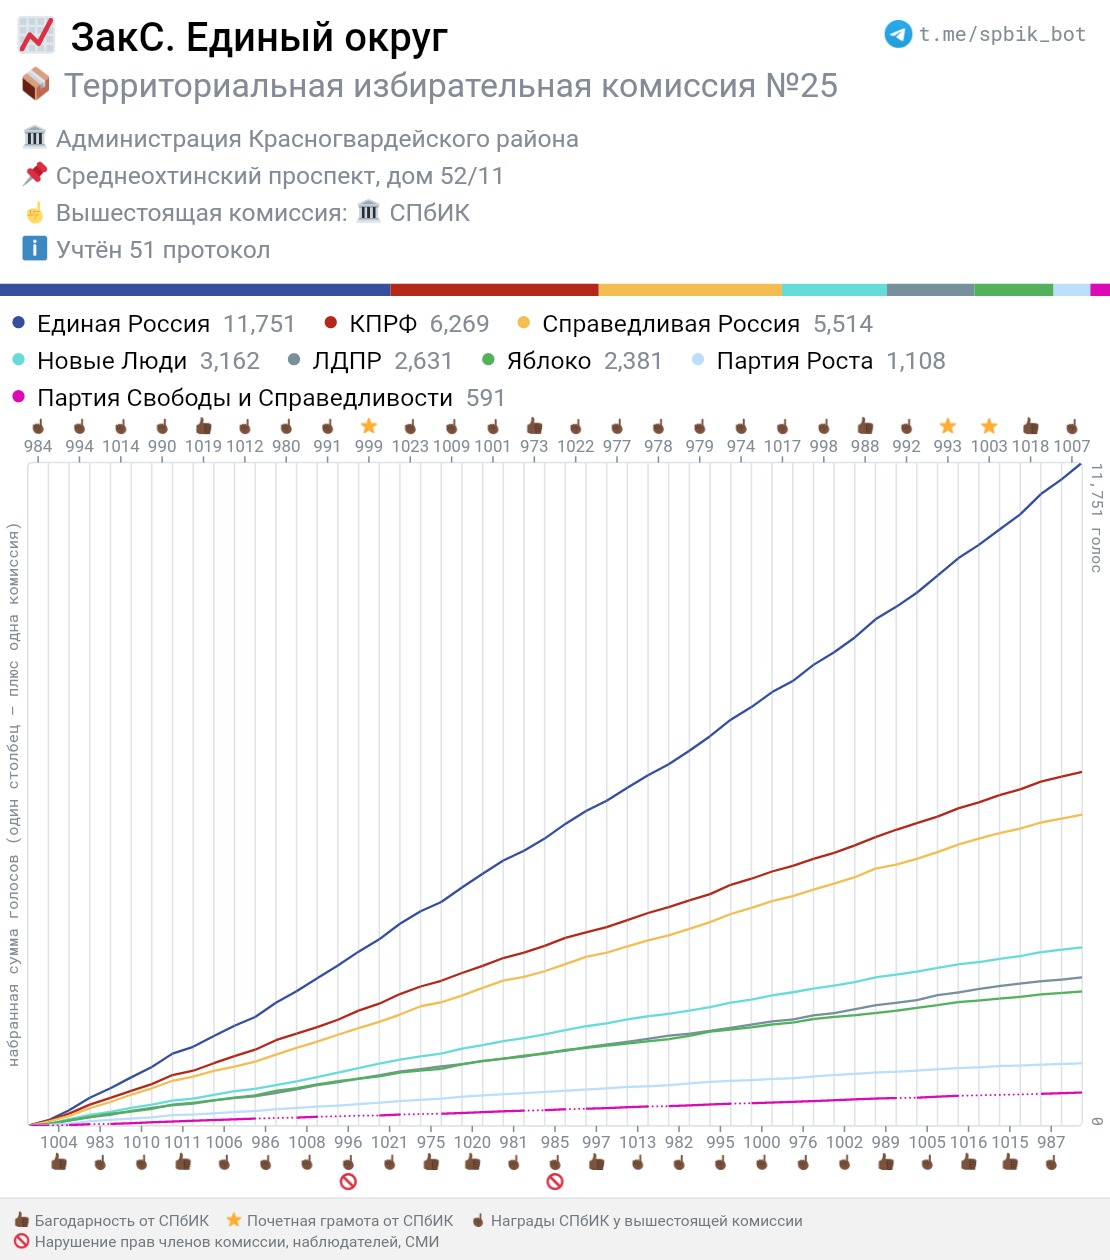 ЗакС. Единый округ
t.me/spbik_bot
Территориальная избирательная комиссия №25
Администрация Красногвардейского района
Среднеохтинский проспект, дом 52/11
Вышестоящая комиссия: СПбИК
Учтён 51 протокол
Единая Россия 11,751 КПРФ 6,269 Справедливая Россия 5,514
Новые Люди 3,162 ЛДПР 2,631 Яблоко 2,381 Партия Роста 1,108
Партия Свободы и Справедливости 591
984 994 1014 990 1019 1012 980 991 999 1023 1009 1001 973 1022 977 978 979 974 1017 998 988 992 993 1003 1018 1007
11,751 голос
набранная сумма голосов (один столбец — плюс одна комиссия)
0
1004 983 1010 1011 1006 986 1008 996 1021 975 1020 981 985 997 1013 982 995 1000 976 1002 989 1005 1016 1015 987
Багодарность от СПбИК Почетная грамота от СПбИК Награды СПбИК у вышестоящей комиссии
Нарушение прав членов комиссии, наблюдателей, СМИ